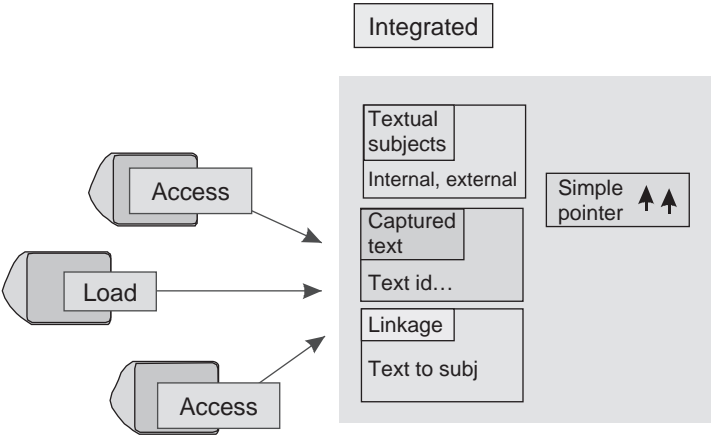 Integrated
Textual
subjects
Internal, external
Simple
pointer
Access
Captured
text
Text id…
Load
Linkage
Text to subj
Access